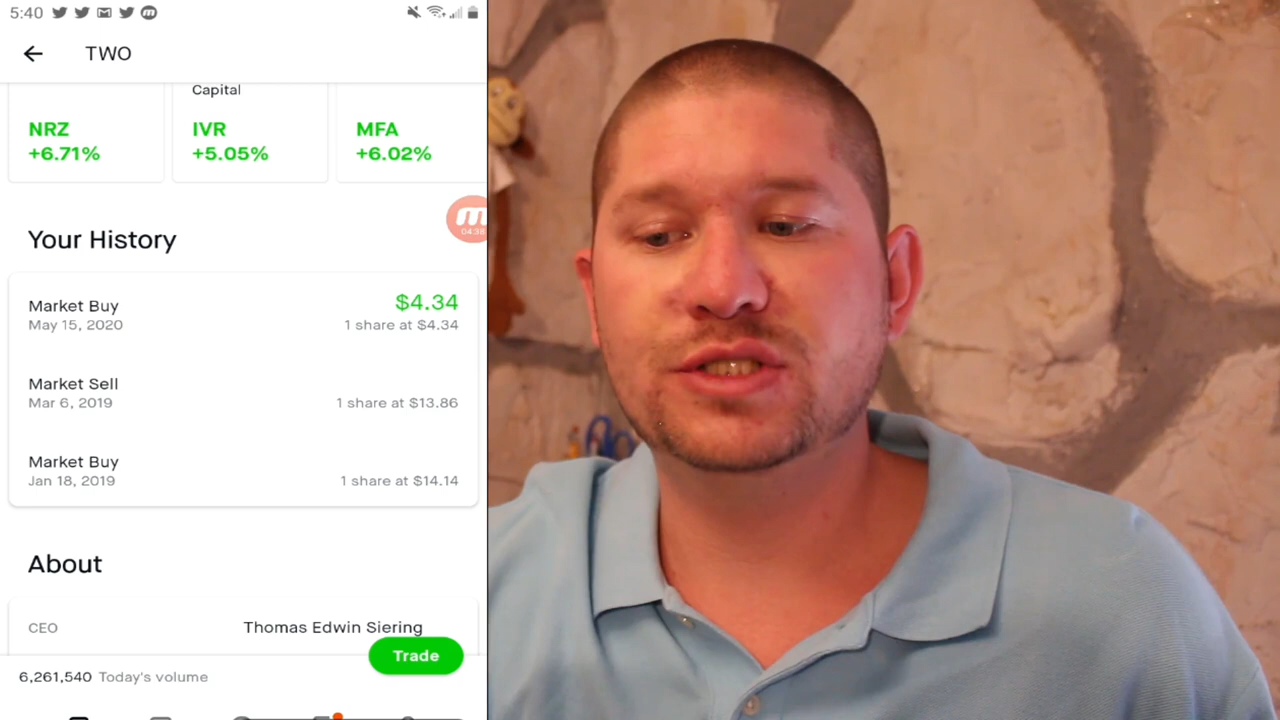 5:40
TWO
Capital
NRZ
+6.71%
IVR
+5.05%
MFA
+6.02%
04:38
Your History
Market Buy
$4.34
May 15, 2020
1 share at $4.34
Market Sell
Mar 6, 2019
1 share at $13.86
Market Buy
Jan 18, 2019
1 share at $14.14
About
CEO
Thomas Edwin Siering
Trade
6,261,540 Today's volume